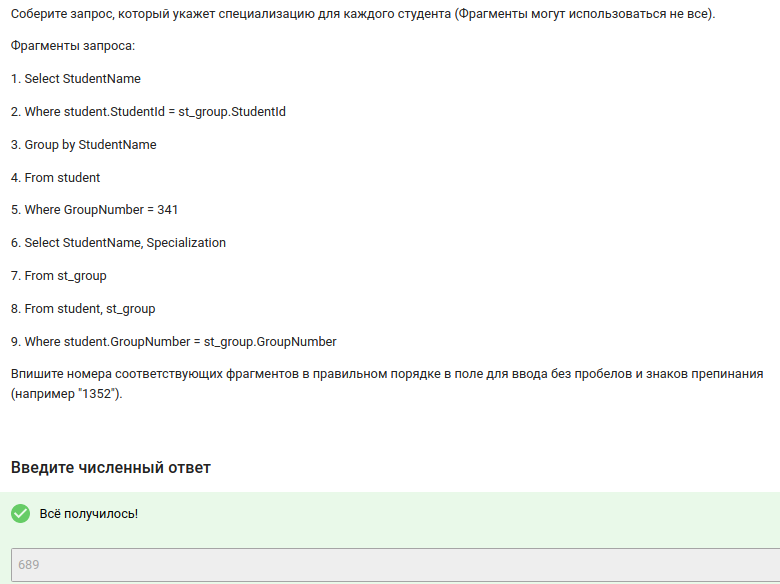 Соберите запрос, который укажет специализацию для каждого студента (Фрагменты могут использоваться не все).
Фрагменты запроса:
1. Select StudentName
2. Where student.StudentId = st_group.StudentId
3. Group by StudentName
4. From student
5. Where GroupNumber = 341
6. Select StudentName, Specialization
7. From st_group
8. From student, st_group
9. Where student.GroupNumber = st_group.GroupNumber
Впишите номера соответствующих фрагментов в правильном порядке в поле для ввода без пробелов и знаков препинания
(например "1352").
Введите численный ответ
Всё получилось!
689